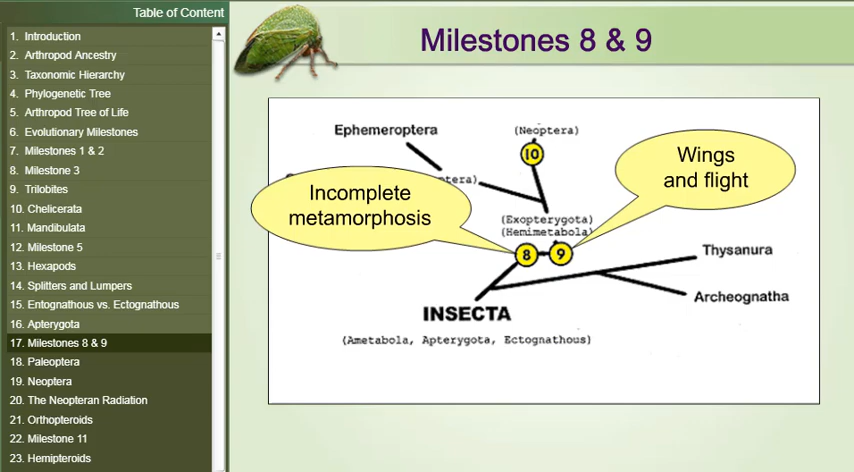 Table of Content
1. Introduction
2. Arthropod Ancestry
3. Taxonomic Hierarchy
4. Phylogenetic Tree
5. Arthropod Tree of Life
6. Evolutionary Milestones
7. Milestones 1 & 2
8. Milestone 3
9. Trilobites
10. Chelicerata
11. Mandibulata
12. Milestone 5
13. Hexapods
14. Splitters and Lumpers
15. Entognathous vs. Ectognathous
16. Apterygota
17. Milestones 8 & 9
18. Paleoptera
19. Neoptera
20. The Neopteran Radiation
21. Orthopteroids
22. Milestone 11
23. Hemipteroids
Milestones 8 & 9
Ephemeroptera
(Neoptera)
10
Wings
and flight
Incomplete
metamorphosis
(Exopterygota)
(Hemimetabola)
8
9
Thysanura
Archeognatha
INSECTA
(Ametabola, Apterygota, Ectognathous)